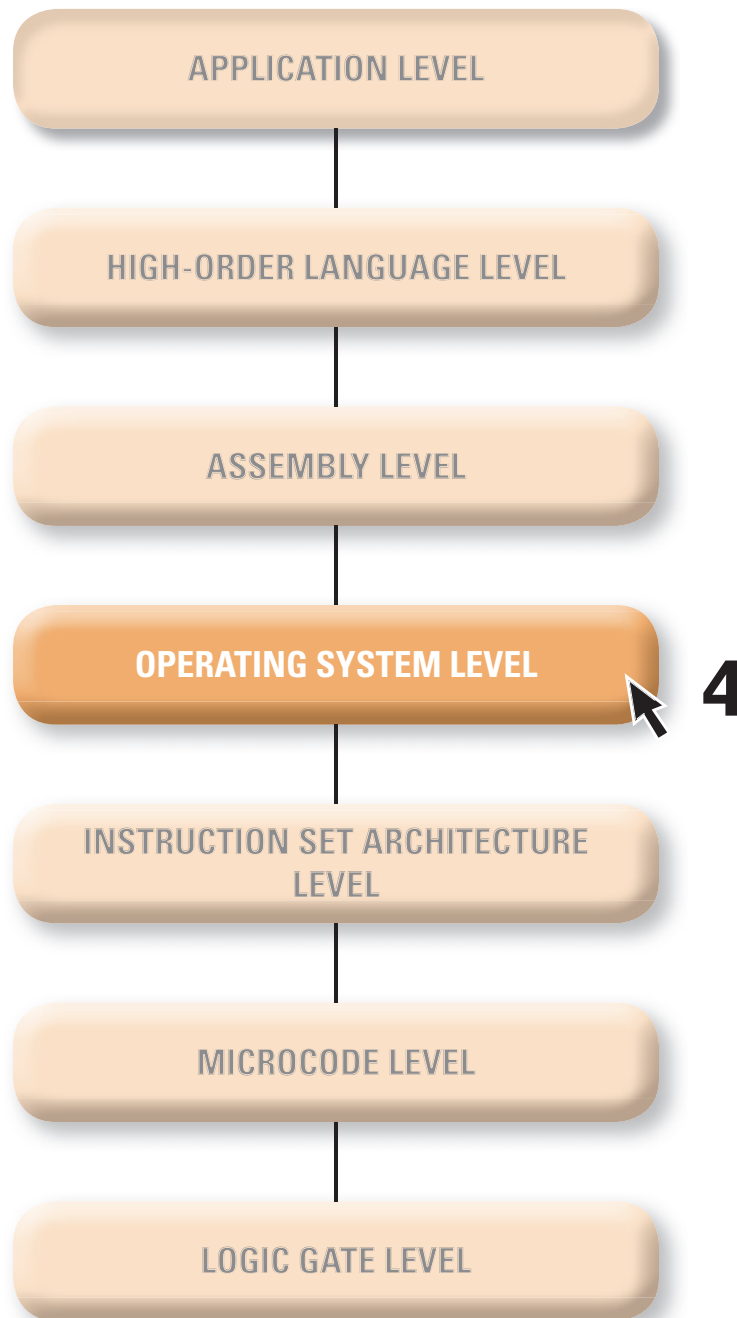 APPLICATION LEVEL
HIGH-ORDER LANGUAGE LEVEL
ASSEMBLY LEVEL
OPERATING SYSTEM LEVEL
4
INSTRUCTION SET ARCHITECTURE
LEVEL
MICROCODE LEVEL
LOGIC GATE LEVEL